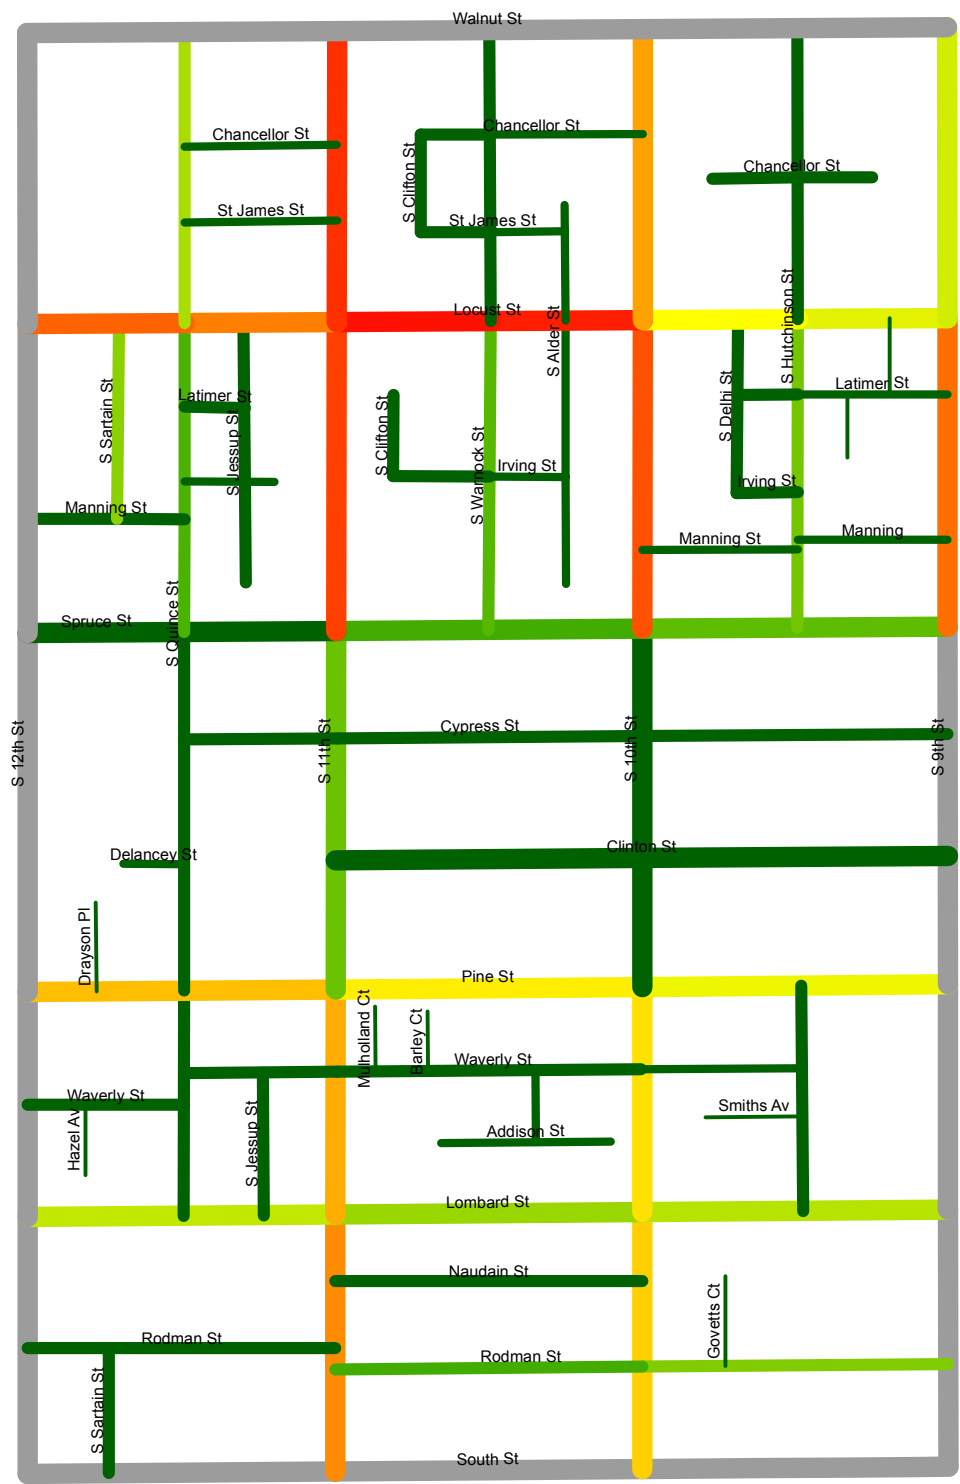 Walnut St
Chancellor St
Chancellor St
Chancellor St
S Clifton St
St James St
St James St
Locust St
S Alder St
S Hutchinson St
S Sartain St
Latimer St
S Jessup St
S Clifton St
S Warnock St
Irving St
S Delhi St
Latimer St
Irving St
Manning St
Manning St
Manning
Spruce St
S Quince St
S 12th St
S 11th St
Cypress St
S 10th St
S 9th St
Delancey St
Clinton St
Drayson Pl
Pine St
Mulholland Ct
Barley Ct
Waverly St
Waverly St
Hazel Av
S Jessup St
Addison St
Smiths Av
Lombard St
Naudain St
Govetts Ct
Rodman St
Rodman St
S Sartain St
South St